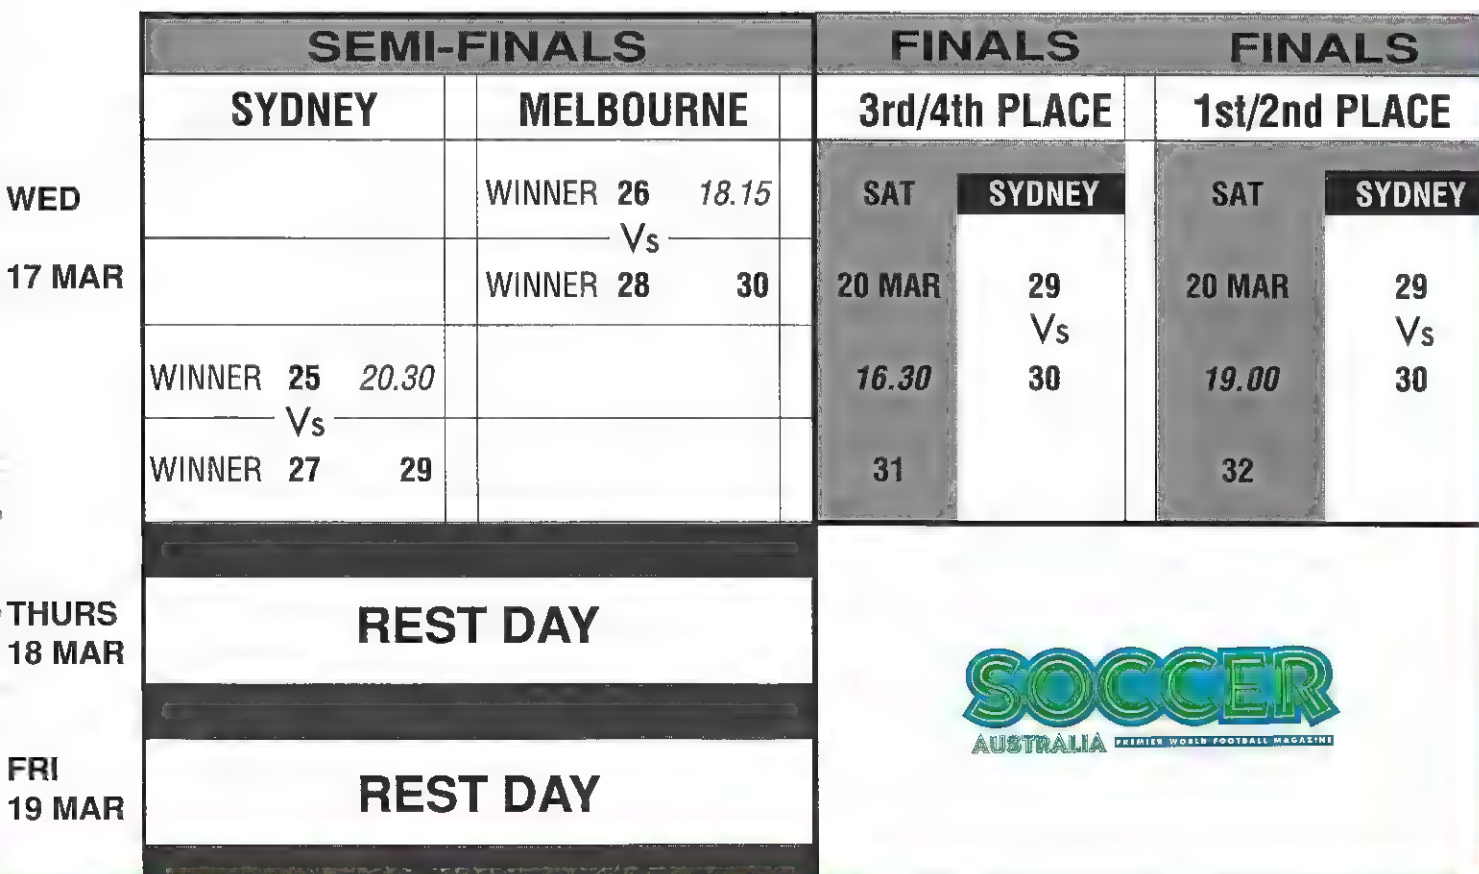 SEMI-FINALS FINALS FINALS
SYDNEY MELBOURNE 3rd/4th PLACE 1st/2nd PLACE
WED WINNER 26 18.15 SAT SYDNEY SAT SYDNEY
Vs
17 MAR WINNER 28 30 20 MAR 29 20 MAR 29
Vs Vs
WINNER 25 20.30 16.30 30 19.00 30
Vs
WINNER 27 29 31 32
THURS
18 MAR
REST DAY
SOCCER
AUSTRALIA PREMIER WORLD FOOTBALL MAGAZINE
FRI
19 MAR
REST DAY